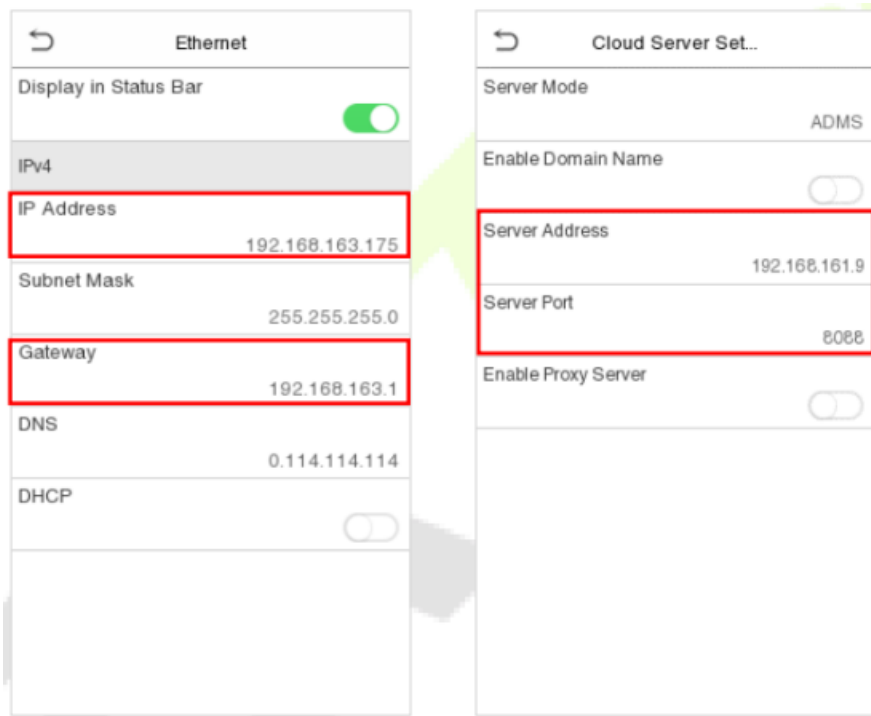 Ethernet
Display in Status Bar
IPv4
IP Address
192.168.163.175
Subnet Mask
255.255.255.0
Gateway
192.168.163.1
DNS
0.114.114.114
DHCP
Cloud Server Set...
Server Mode
ADMS
Enable Domain Name
Server Address
192.168.161.9
Server Port
8088
Enable Proxy Server